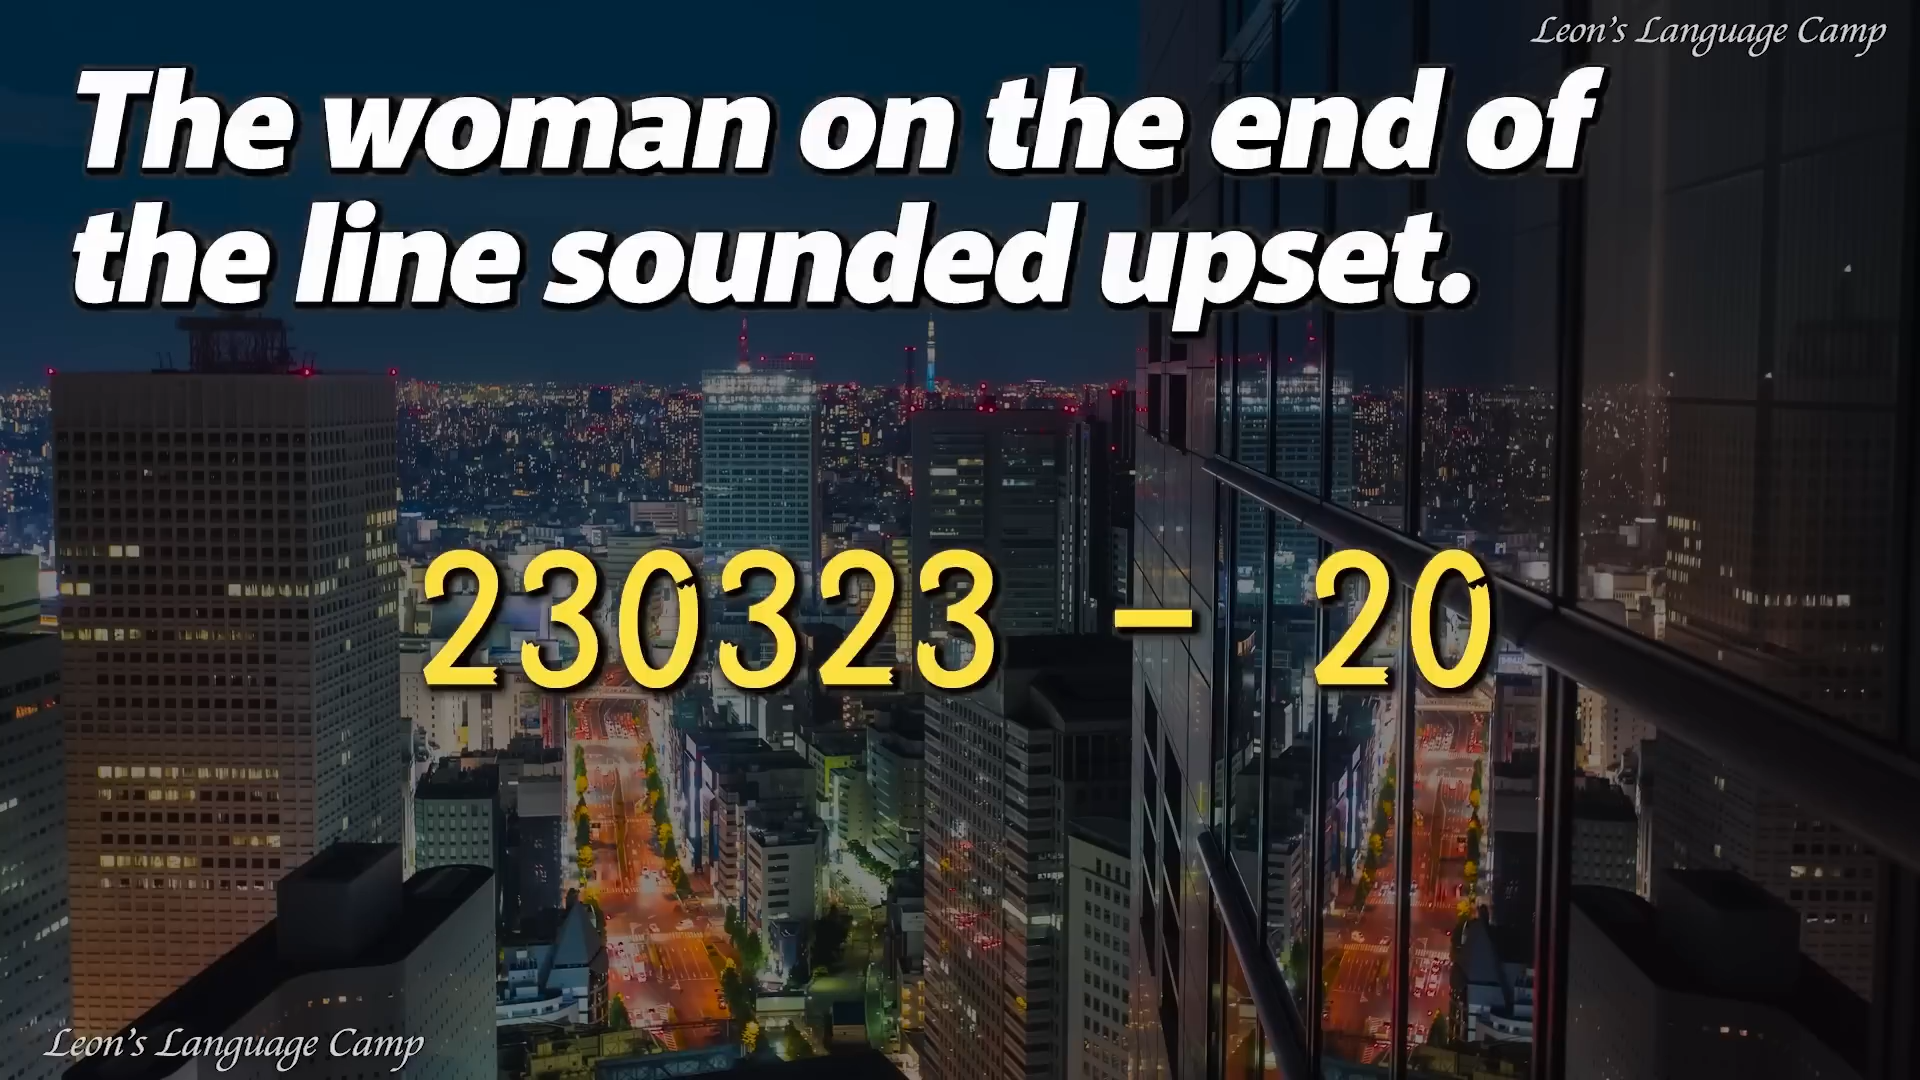 Leon's Language Camp
The woman on the end of
the line sounded upset.
230323 - 20
Leon's Language Camp